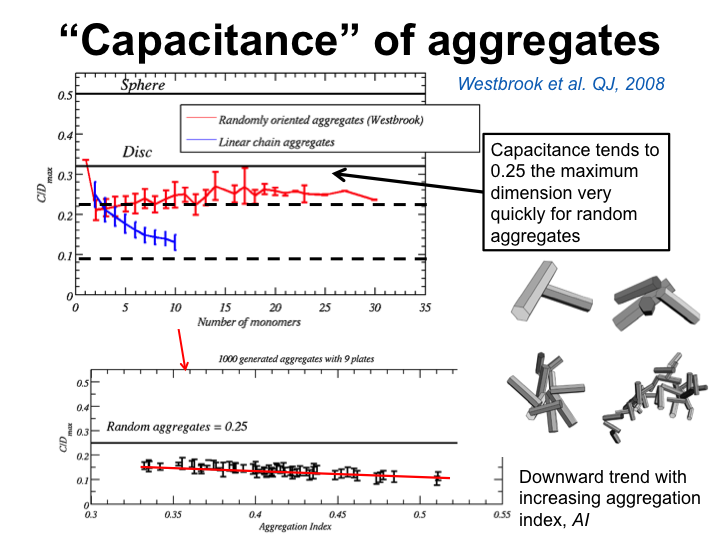 “Capacitance” of aggregates
Westbrook et al. QJ, 2008
Sphere
Randomly oriented aggregates (Westbrook)
Linear chain aggregates
Disc
C/D max
0.5
0.4
0.3
0.2
0.1
0
0 5 10 15 20 25 30 35
Number of monomers
Capacitance tends to
0.25 the maximum
dimension very
quickly for random
aggregates
1000 generated aggregates with 9 plates
Random aggregates = 0.25
C/D max
0.5
0.4
0.3
0.2
0.1
0
0.3 0.35 0.4 0.45 0.5 0.55
Aggregation Index
Downward trend with
increasing aggregation
index, AI